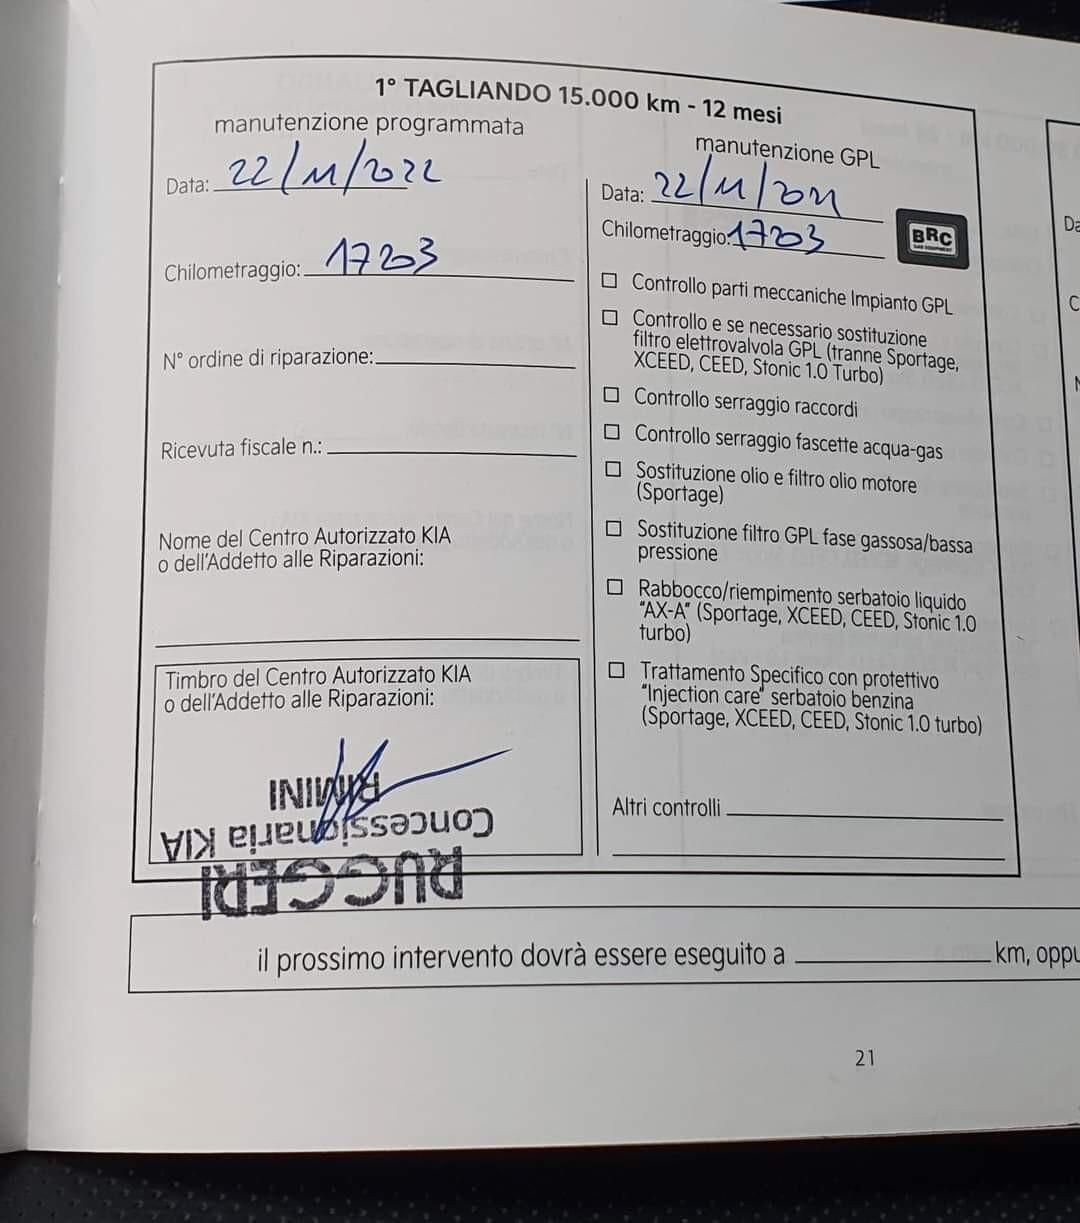 1° TAGLIANDO 15.000 km - 12 mesi
manutenzione programmata
Data: 22/11/2022
Chilometraggio: 17203
N° ordine di riparazione:
Ricevuta fiscale n.:
Nome del Centro Autorizzato KIA
o dell'Addetto alle Riparazioni:
Timbro del Centro Autorizzato KIA
o dell'Addetto alle Riparazioni:
RUGGERI
Concessionaria KIA
RIMINI
manutenzione GPL
Data: 22/11/2021
Chilometraggio: 17203
BRC
GAS EQUIPMENT
Controllo parti meccaniche Impianto GPL
Controllo e se necessario sostituzione
filtro elettrovalvola GPL (tranne Sportage,
XCEED, CEED, Stonic 1.0 Turbo)
Controllo serraggio raccordi
Controllo serraggio fascette acqua-gas
Sostituzione olio e filtro olio motore
(Sportage)
Sostituzione filtro GPL fase gassosa/bassa
pressione
Rabbocco/riempimento serbatoio liquido
"AX-A" (Sportage, XCEED, CEED, Stonic 1.0
turbo)
Trattamento Specifico con protettivo
"Injection care" serbatoio benzina
(Sportage, XCEED, CEED, Stonic 1.0 turbo)
Altri controlli
il prossimo intervento dovrà essere eseguito a km,
21